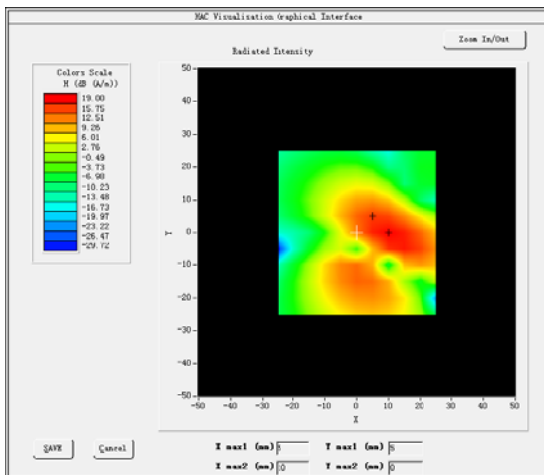 HAC Visualisation Graphical Interface
Zoom In/Out
Radiated Intensity
Colors Scale
H (dB (A/m))
19.00
15.75
12.51
9.26
6.01
2.76
-0.49
-3.73
-6.98
-10.23
-13.48
-16.73
-19.97
-23.22
-26.47
-29.72
50
40
30
20
10
0
-10
-20
-30
-40
-50
Y
-50 -40 -30 -20 -10 0 10 20 30 40 50
X
SAVE
Cancel
X max1 (mm) 5 Y max1 (mm) 5
X max2 (mm) 10 Y max2 (mm) 0